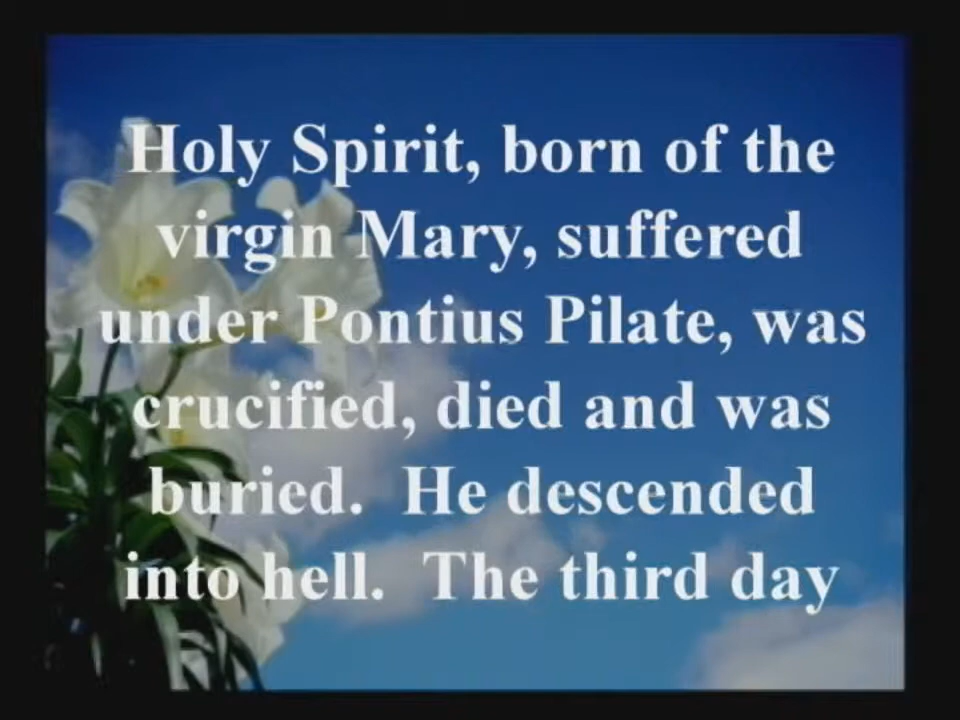 Holy Spirit, born of the
virgin Mary, suffered
under Pontius Pilate, was
crucified, died and was
buried.  He descended
into hell.  The third day